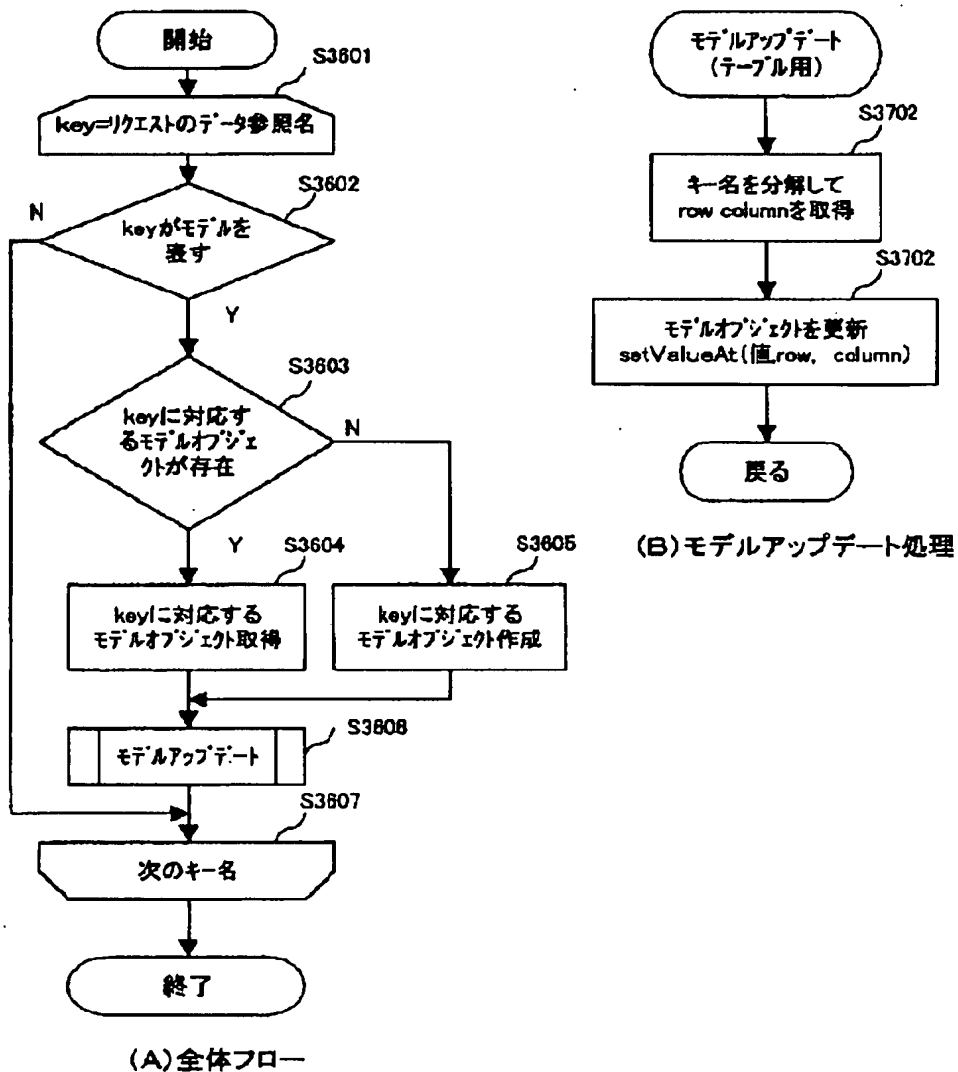 開始
S3601
key=リクエストのデータ参照名
S3602
N
keyがモデルを
表す
Y
S3603
keyに対応す
るモデルオブジェ
クトが存在
N
Y
S3604
keyに対応する
モデルオブジェクト取得
S3605
keyに対応する
モデルオブジェクト作成
S3606
モデルアップデート
S3607
次のキー名
終了
(A)全体フロー
モデルアップデート
(テーブル用)
S3702
キー名を分解して
row columnを取得
S3702
モデルオブジェクトを更新
setValueAt(値,row, column)
戻る
(B)モデルアップデート処理